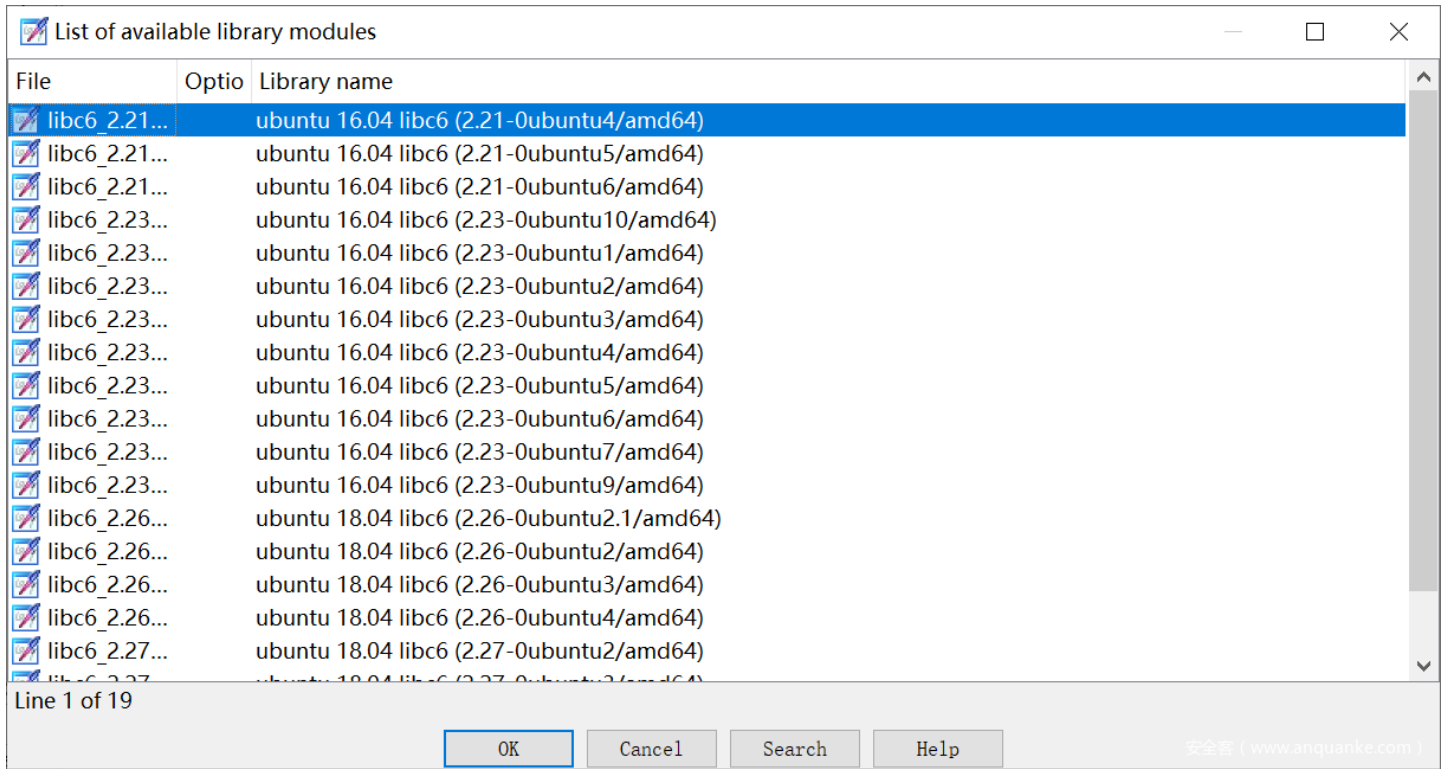 List of available library modules
File Optio Library name
libc6_2.21... ubuntu 16.04 libc6 (2.21-0ubuntu4/amd64)
libc6_2.21... ubuntu 16.04 libc6 (2.21-0ubuntu5/amd64)
libc6_2.21... ubuntu 16.04 libc6 (2.21-0ubuntu6/amd64)
libc6_2.23... ubuntu 16.04 libc6 (2.23-0ubuntu10/amd64)
libc6_2.23... ubuntu 16.04 libc6 (2.23-0ubuntu1/amd64)
libc6_2.23... ubuntu 16.04 libc6 (2.23-0ubuntu2/amd64)
libc6_2.23... ubuntu 16.04 libc6 (2.23-0ubuntu3/amd64)
libc6_2.23... ubuntu 16.04 libc6 (2.23-0ubuntu4/amd64)
libc6_2.23... ubuntu 16.04 libc6 (2.23-0ubuntu5/amd64)
libc6_2.23... ubuntu 16.04 libc6 (2.23-0ubuntu6/amd64)
libc6_2.23... ubuntu 16.04 libc6 (2.23-0ubuntu7/amd64)
libc6_2.23... ubuntu 16.04 libc6 (2.23-0ubuntu9/amd64)
libc6_2.26... ubuntu 18.04 libc6 (2.26-0ubuntu2.1/amd64)
libc6_2.26... ubuntu 18.04 libc6 (2.26-0ubuntu2/amd64)
libc6_2.26... ubuntu 18.04 libc6 (2.26-0ubuntu3/amd64)
libc6_2.26... ubuntu 18.04 libc6 (2.26-0ubuntu4/amd64)
libc6_2.27... ubuntu 18.04 libc6 (2.27-0ubuntu2/amd64)
libc6_2.27... ubuntu 18.04 libc6 (2.27-0ubuntu3/amd64)
Line 1 of 19
OK Cancel Search Help
安全客 ( www.anquanke.com )